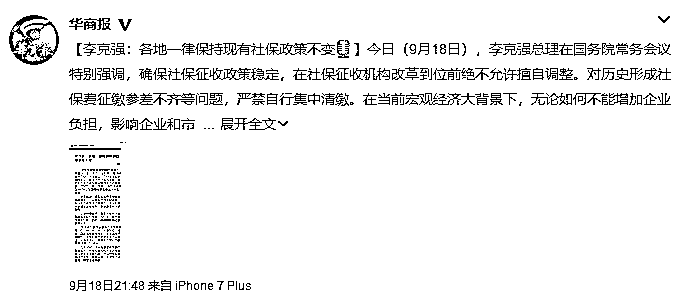 华商报 V
【李克强：各地一律保持现有社保政策不变】今日（9月18日），李克强总理在国务院常务会议
特别强调，确保社保征收政策稳定，在社保征收机构改革到位前绝不允许擅自调整。对历史形成社
保费征缴参差不齐等问题，严禁自行集中清缴。在当前宏观经济大背景下，无论如何不能增加企业
负担，影响企业和市 ... 展开全文
9月18日21:48 来自 iPhone 7 Plus